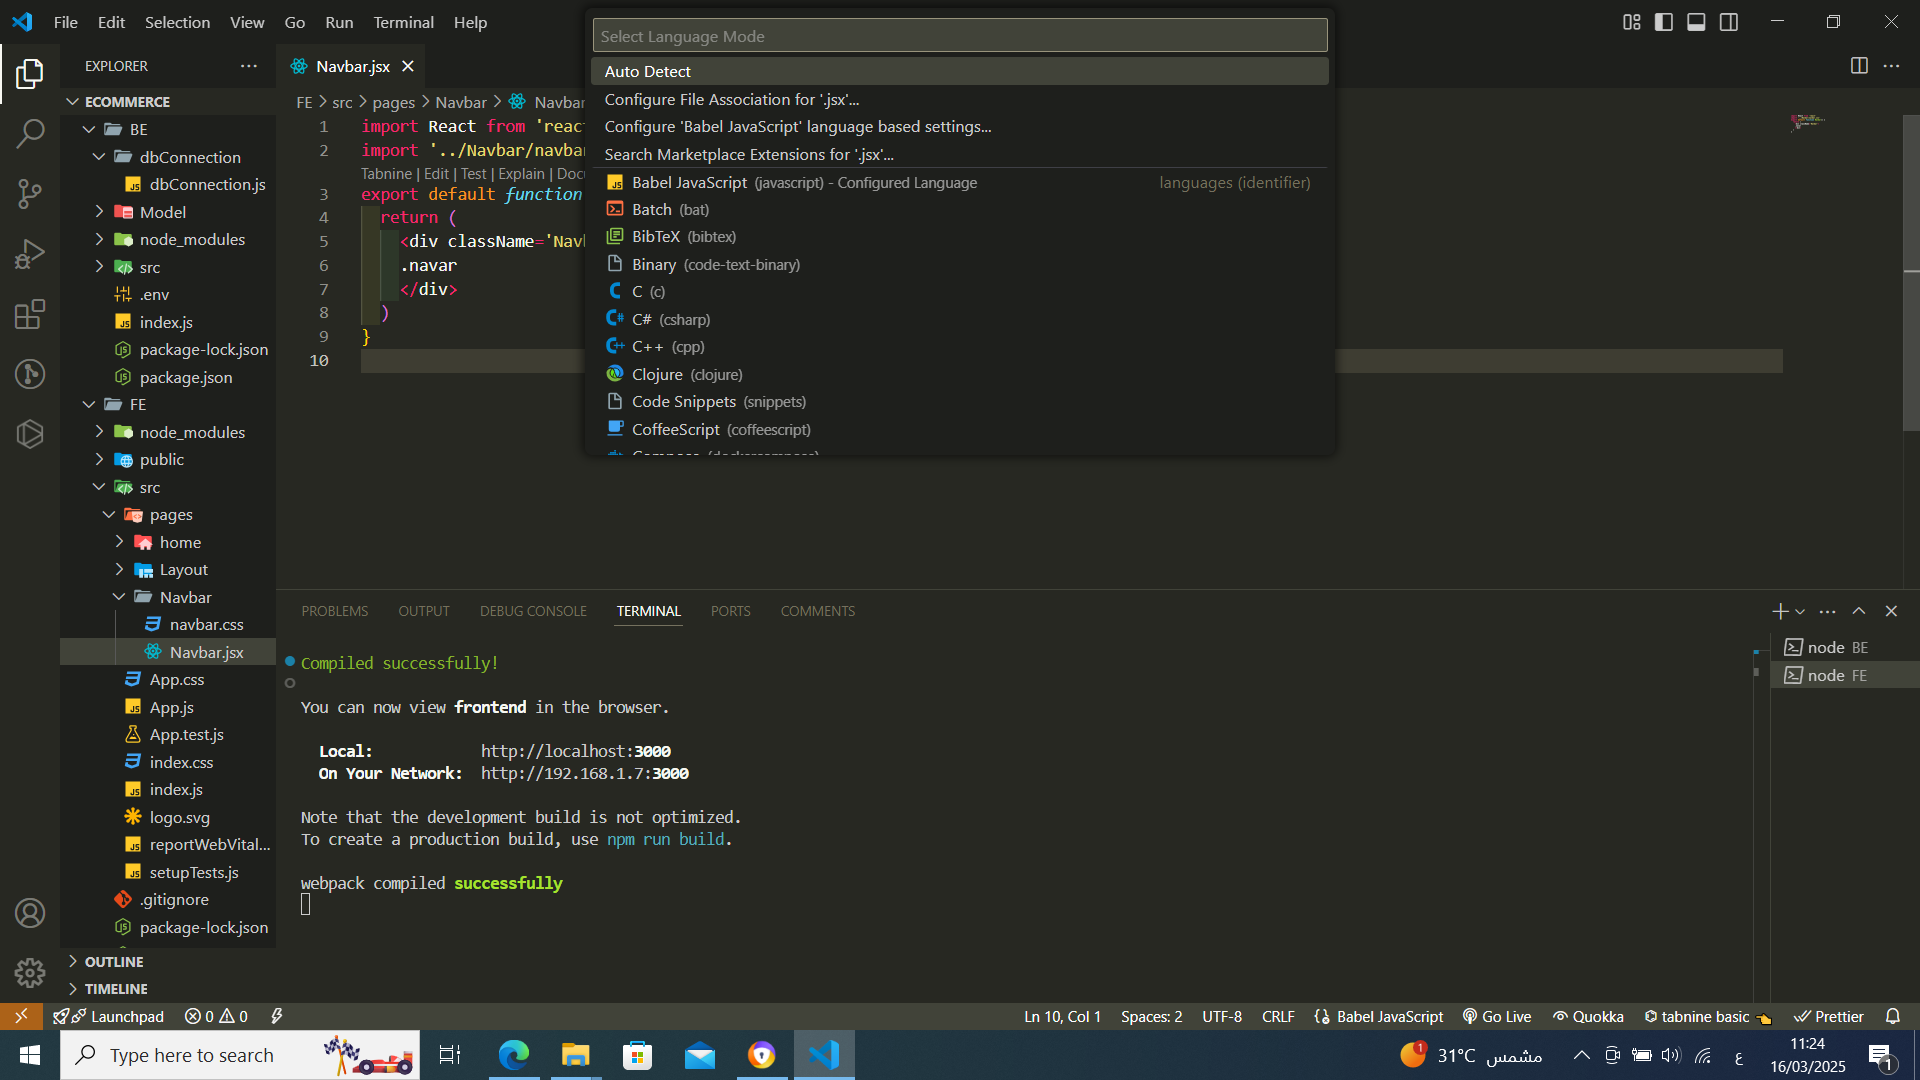 File Edit Selection View Go Run Terminal Help
Select Language Mode
Auto Detect
Configure File Association for '.jsx'...
Configure 'Babel JavaScript' language based settings...
Search Marketplace Extensions for '.jsx'...
Babel JavaScript (javascript) - Configured Language languages (identifier)
Batch (bat)
BibTeX (bibtex)
Binary (code-text-binary)
C (c)
C# (csharp)
C++ (cpp)
Clojure (clojure)
Code Snippets (snippets)
CoffeeScript (coffeescript)
EXPLORER
ECOMMERCE
BE
dbConnection
dbConnection.js
Model
node_modules
src
.env
index.js
package-lock.json
package.json
FE
node_modules
public
src
pages
home
Layout
Navbar
navbar.css
Navbar.jsx
App.css
App.js
App.test.js
index.css
index.js
logo.svg
reportWebVital...
setupTests.js
.gitignore
package-lock.json
OUTLINE
TIMELINE
Navbar.jsx
FE > src > pages > Navbar > Navbar
1 import React from 'reac
2 import '../Navbar/navba
Tabnine | Edit | Test | Explain | Doc
3 export default function
4 return (
5 <div className='Nav
6 .navar
7 </div>
8 )
9 }
10
PROBLEMS OUTPUT DEBUG CONSOLE TERMINAL PORTS COMMENTS
Compiled successfully!
You can now view frontend in the browser.
Local: http://localhost:3000
On Your Network: http://192.168.1.7:3000
Note that the development build is not optimized.
To create a production build, use npm run build.
webpack compiled successfully
node BE
node FE
Launchpad 0 0 Ln 10, Col 1 Spaces: 2 UTF-8 CRLF Babel JavaScript Go Live Quokka tabnine basic Prettier
Type here to search
1 31°C مشمس ع
11:24
16/03/2025
1